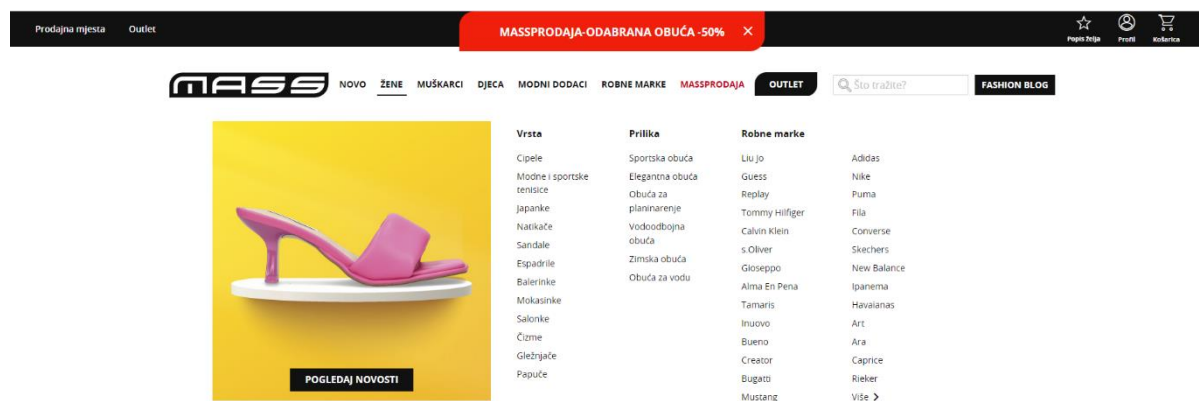 Prodajna mjesta Outlet
MASSPRODAJA-ODABRANA OBUĆA -50% ×
Popis želja Profil Košarica
MASS NOVO ŽENE MUŠKARCI DJECA MODNI DODACI ROBNE MARKE MASSPRODAJA OUTLET Što tražite? FASHION BLOG
Vrsta
Cipele
Modne i sportske
tenisice
Japanke
Natikače
Sandale
Espadrile
Balerinke
Mokasinke
Salonke
Čizme
Gležnjače
Papuče
Prilika
Sportska obuća
Elegantna obuća
Obuća za
planinarenje
Vodoodbojna
obuća
Zimska obuća
Obuća za vodu
Robne marke
Liu Jo
Guess
Replay
Tommy Hilfiger
Calvin Klein
s.Oliver
Gioseppo
Alma En Pena
Tamaris
Inuovo
Bueno
Creator
Bugatti
Mustang
Adidas
Nike
Puma
Fila
Converse
Skechers
New Balance
Ipanema
Havaianas
Art
Ara
Caprice
Rieker
Više >
POGLEDAJ NOVOSTI